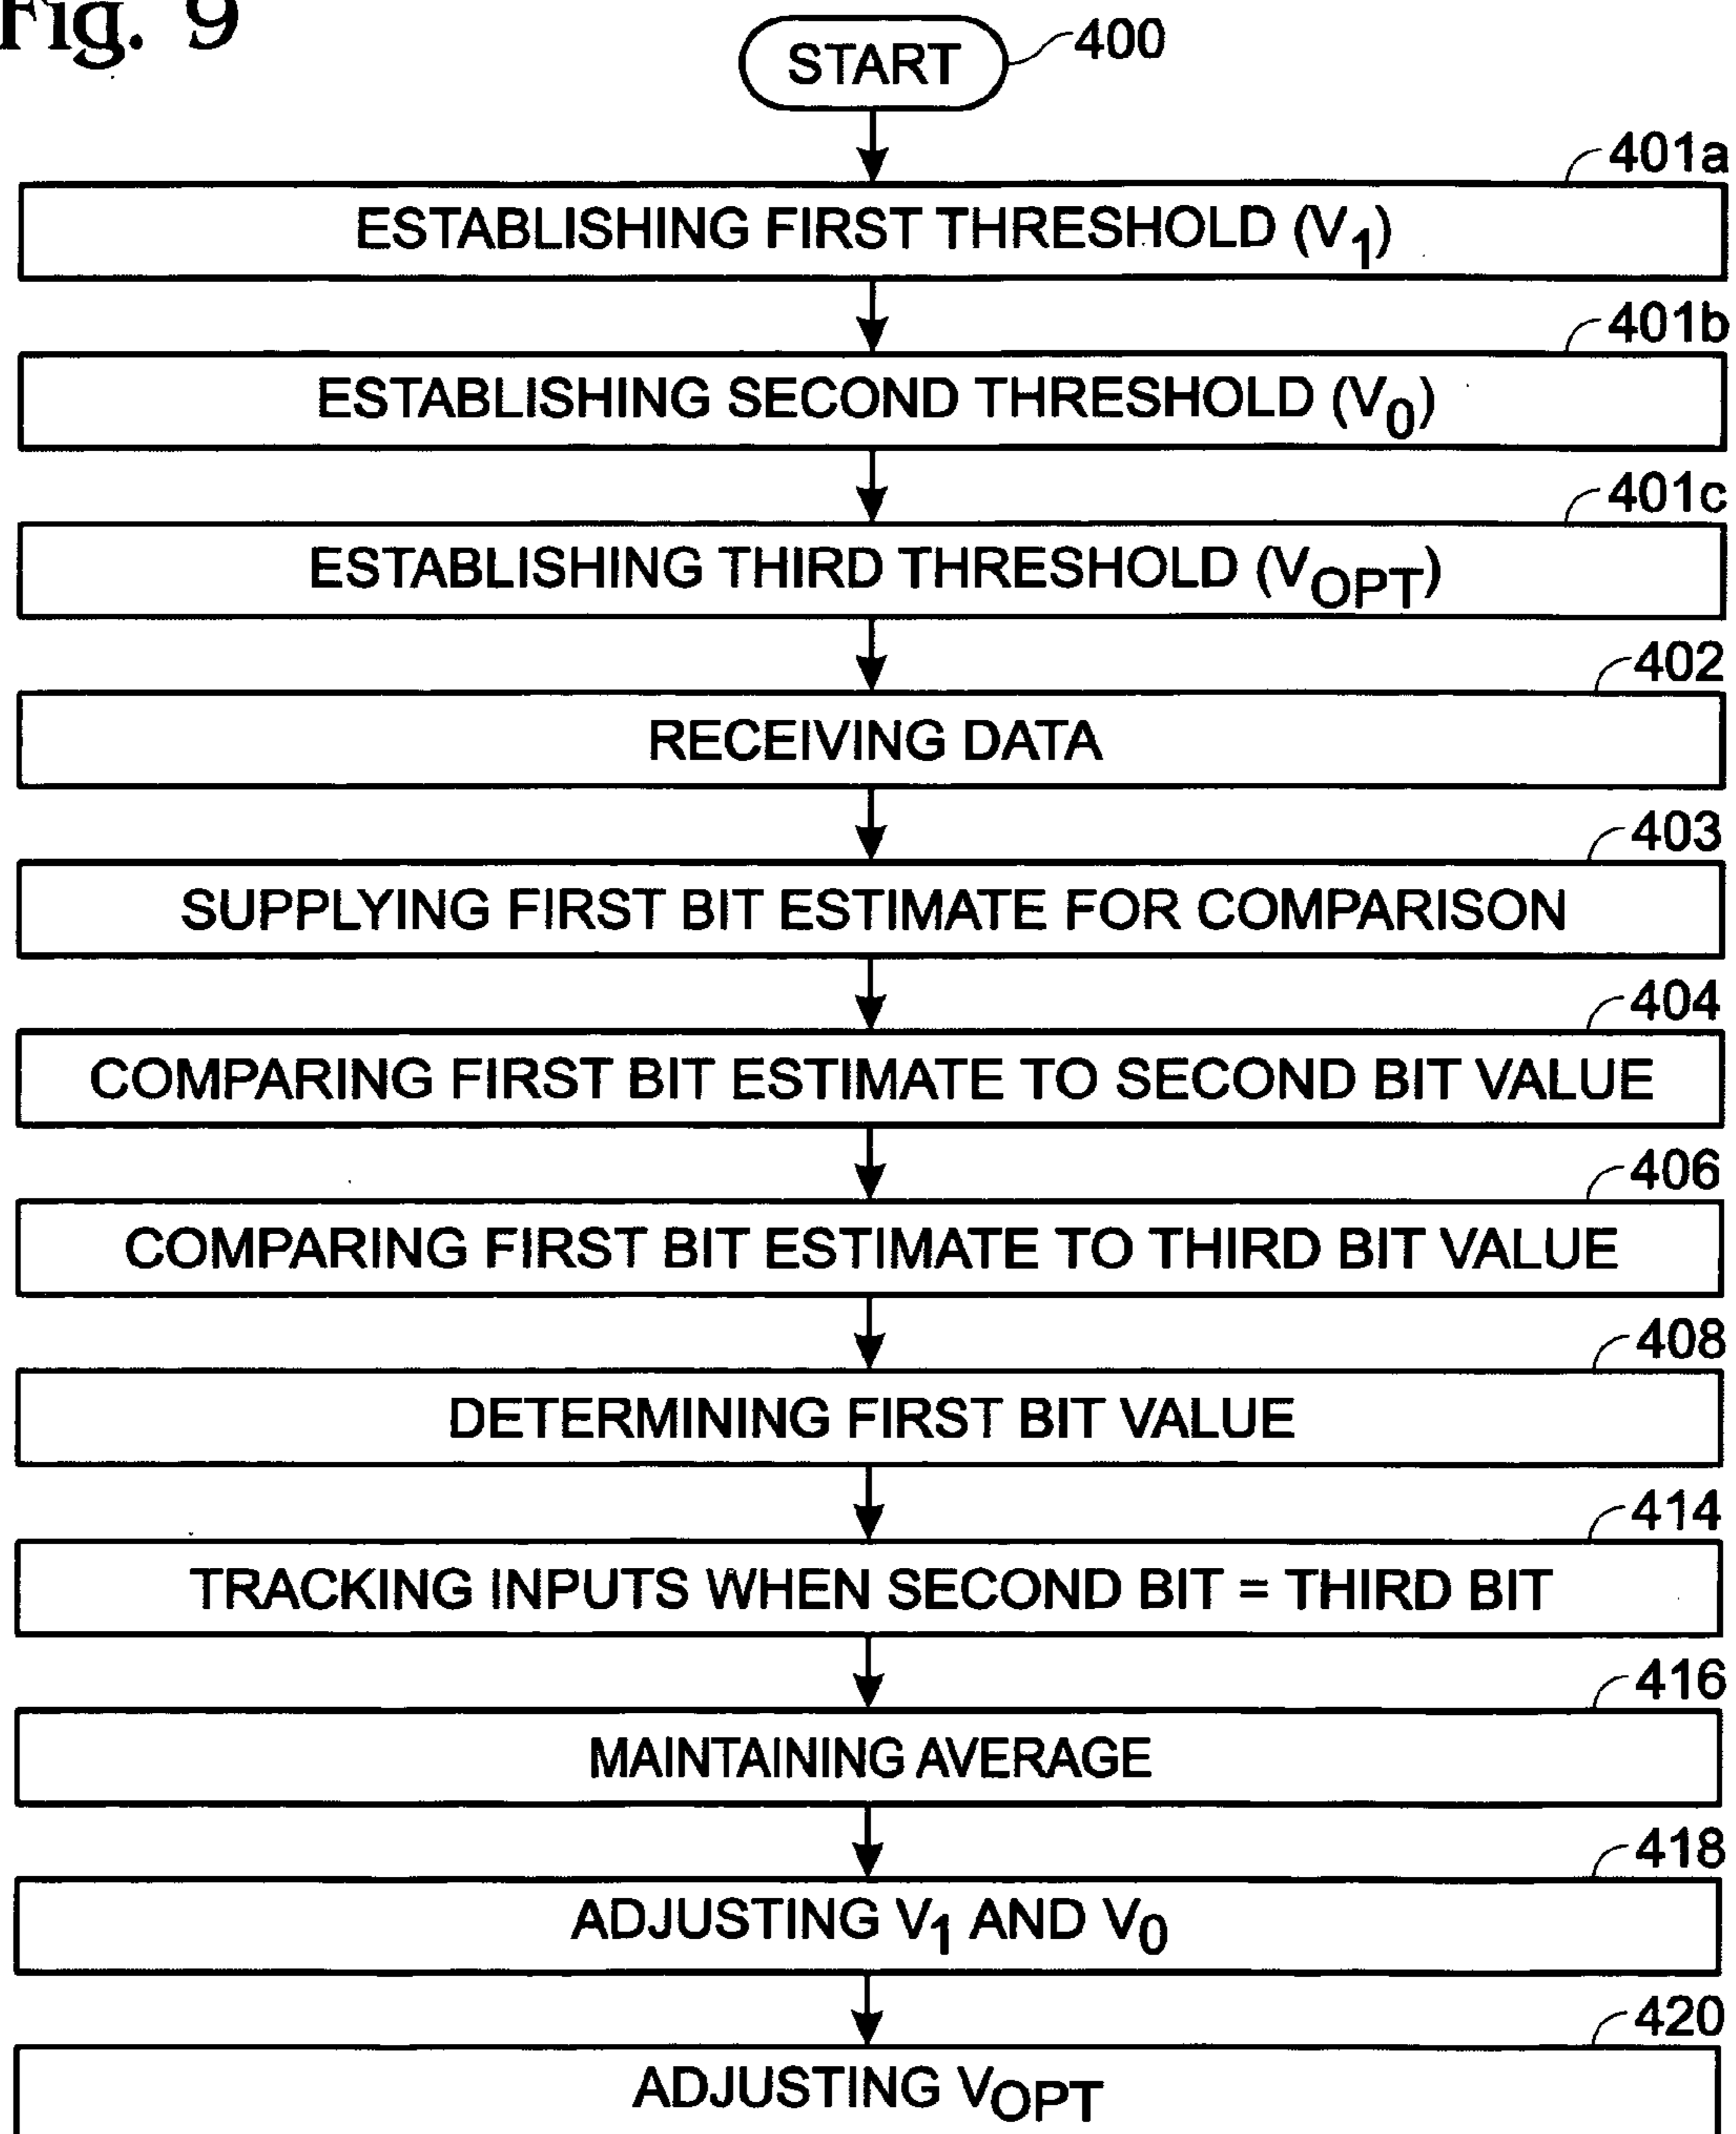 Fig. 9
START
400
401a
ESTABLISHING FIRST THRESHOLD (V1)
401b
ESTABLISHING SECOND THRESHOLD (V0)
401c
ESTABLISHING THIRD THRESHOLD (VOPT)
402
RECEIVING DATA
403
SUPPLYING FIRST BIT ESTIMATE FOR COMPARISON
404
COMPARING FIRST BIT ESTIMATE TO SECOND BIT VALUE
406
COMPARING FIRST BIT ESTIMATE TO THIRD BIT VALUE
408
DETERMINING FIRST BIT VALUE
414
TRACKING INPUTS WHEN SECOND BIT = THIRD BIT
416
MAINTAINING AVERAGE
418
ADJUSTING V1 AND V0
420
ADJUSTING VOPT